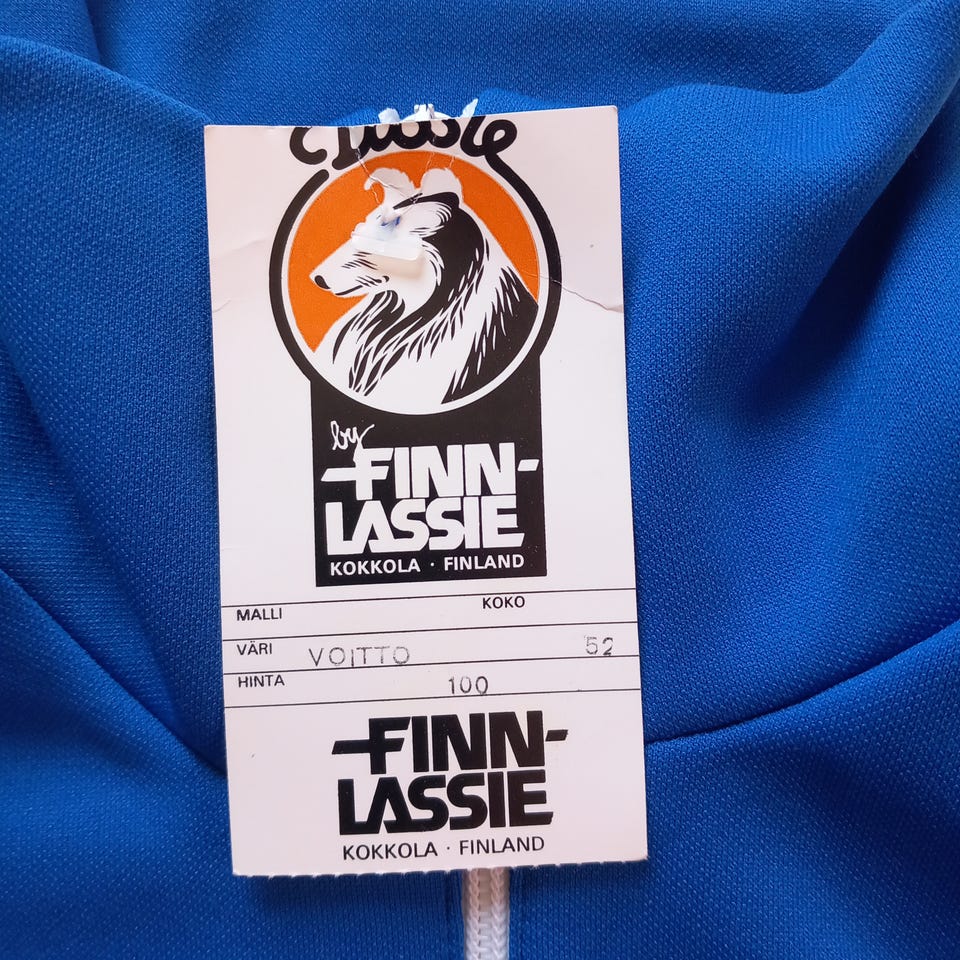 by
FINN-
LASSIE
KOKKOLA · FINLAND
MALLI KOKO
VÄRI VOITTO 52
HINTA 100
FINN-
LASSIE
KOKKOLA · FINLAND